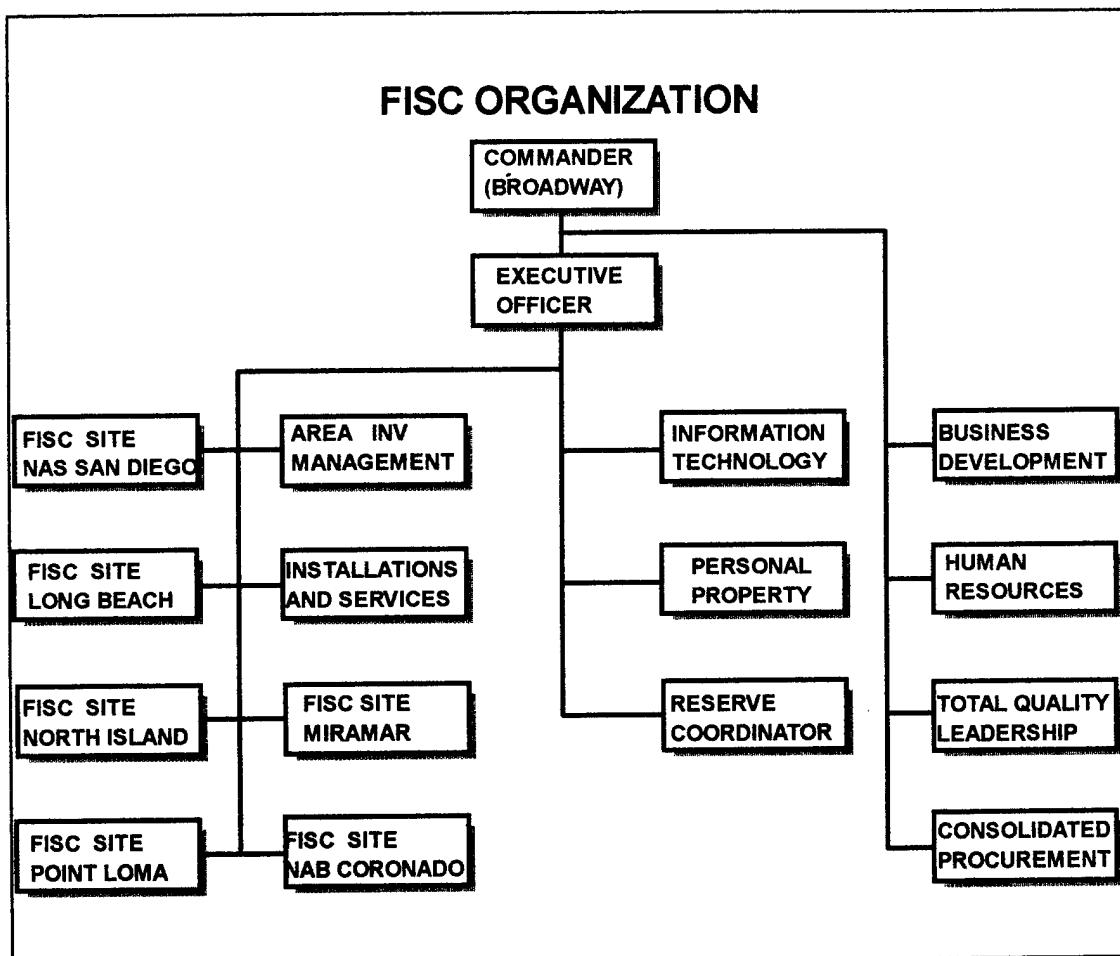 FISC ORGANIZATION
COMMANDER
(BROADWAY)
EXECUTIVE
OFFICER
FISC SITE
NAS SAN DIEGO
AREA INV
MANAGEMENT
INFORMATION
TECHNOLOGY
BUSINESS
DEVELOPMENT
FISC SITE
LONG BEACH
INSTALLATIONS
AND SERVICES
PERSONAL
PROPERTY
HUMAN
RESOURCES
FISC SITE
NORTH ISLAND
FISC SITE
MIRAMAR
RESERVE
COORDINATOR
TOTAL QUALITY
LEADERSHIP
FISC SITE
POINT LOMA
FISC SITE
NAB CORONADO
CONSOLIDATED
PROCUREMENT